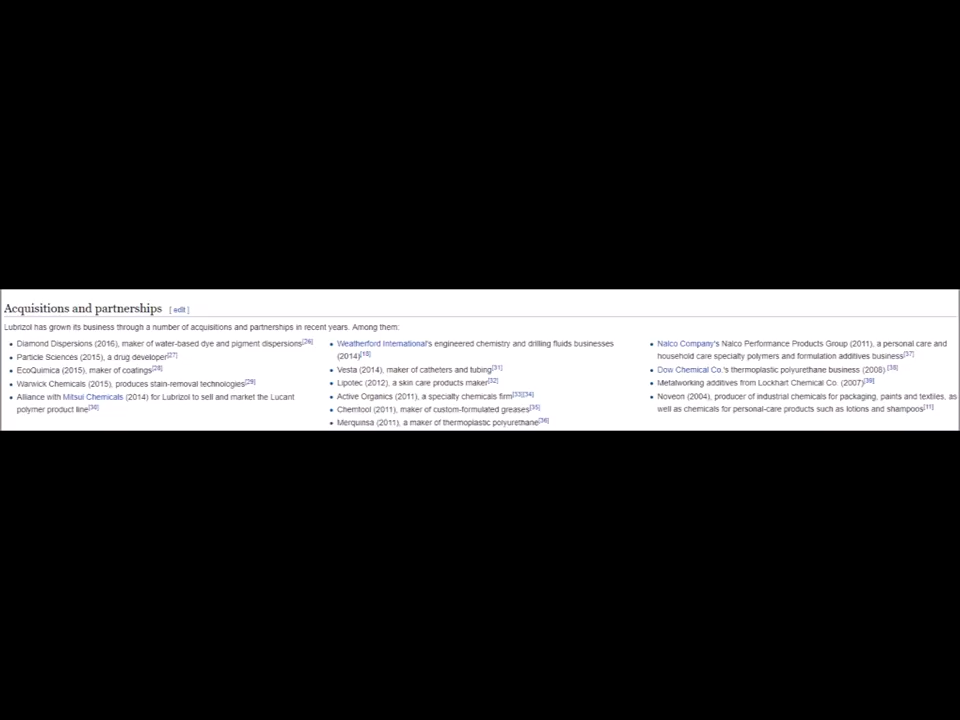 Acquisitions and partnerships [ edit ]
Lubrizol has grown its business through a number of acquisitions and partnerships in recent years. Among them:
• Diamond Dispersions (2016), maker of water-based dye and pigment dispersions[26]
• Particle Sciences (2015), a drug developer[27]
• EcoQuimica (2015), maker of coatings[28]
• Warwick Chemicals (2015), produces stain-removal technologies[29]
• Alliance with Mitsui Chemicals (2014) for Lubrizol to sell and market the Lucant
polymer product line[30]
• Weatherford International's engineered chemistry and drilling fluids businesses
(2014)[18]
• Vesta (2014), maker of catheters and tubing[31]
• Lipotec (2012), a skin care products maker[32]
• Active Organics (2011), a specialty chemicals firm[33][34]
• Chemtool (2011), maker of custom-formulated greases[35]
• Merquinsa (2011), a maker of thermoplastic polyurethane[36]
• Nalco Company's Nalco Performance Products Group (2011), a personal care and
household care specialty polymers and formulation additives business[37]
• Dow Chemical Co.'s thermoplastic polyurethane business (2008) [38]
• Metalworking additives from Lockhart Chemical Co. (2007)[39]
• Noveon (2004), producer of industrial chemicals for packaging, paints and textiles, as
well as chemicals for personal-care products such as lotions and shampoos[11]